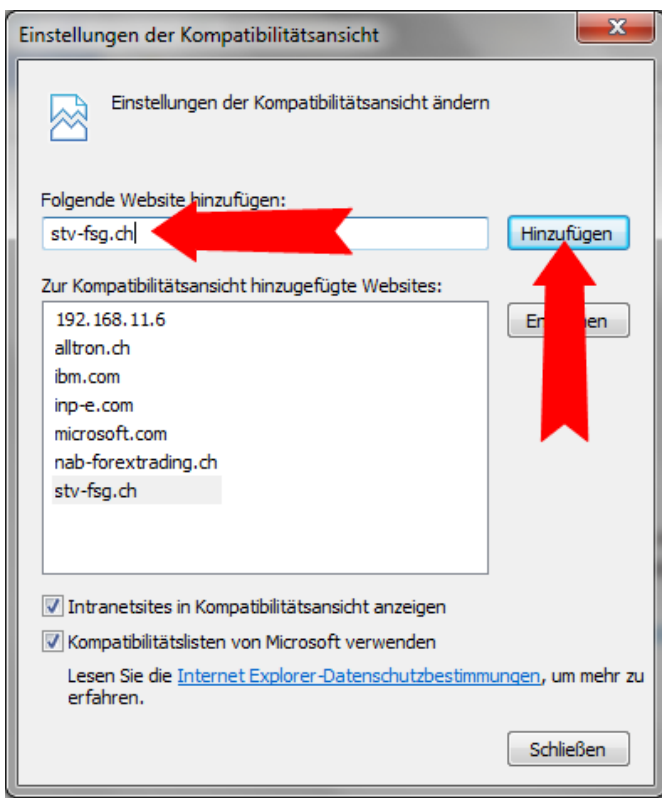 Einstellungen der Kompatibilitätsansicht
Einstellungen der Kompatibilitätsansicht ändern
Folgende Website hinzufügen:
stv-fsg.ch
Hinzufügen
Zur Kompatibilitätsansicht hinzugefügte Websites:
192.168.11.6
alltron.ch
ibm.com
inp-e.com
microsoft.com
nab-forextrading.ch
stv-fsg.ch
Intranetsites in Kompatibilitätsansicht anzeigen
Kompatibilitätslisten von Microsoft verwenden
Lesen Sie die Internet Explorer-Datenschutzbestimmungen, um mehr zu
erfahren.
Schließen